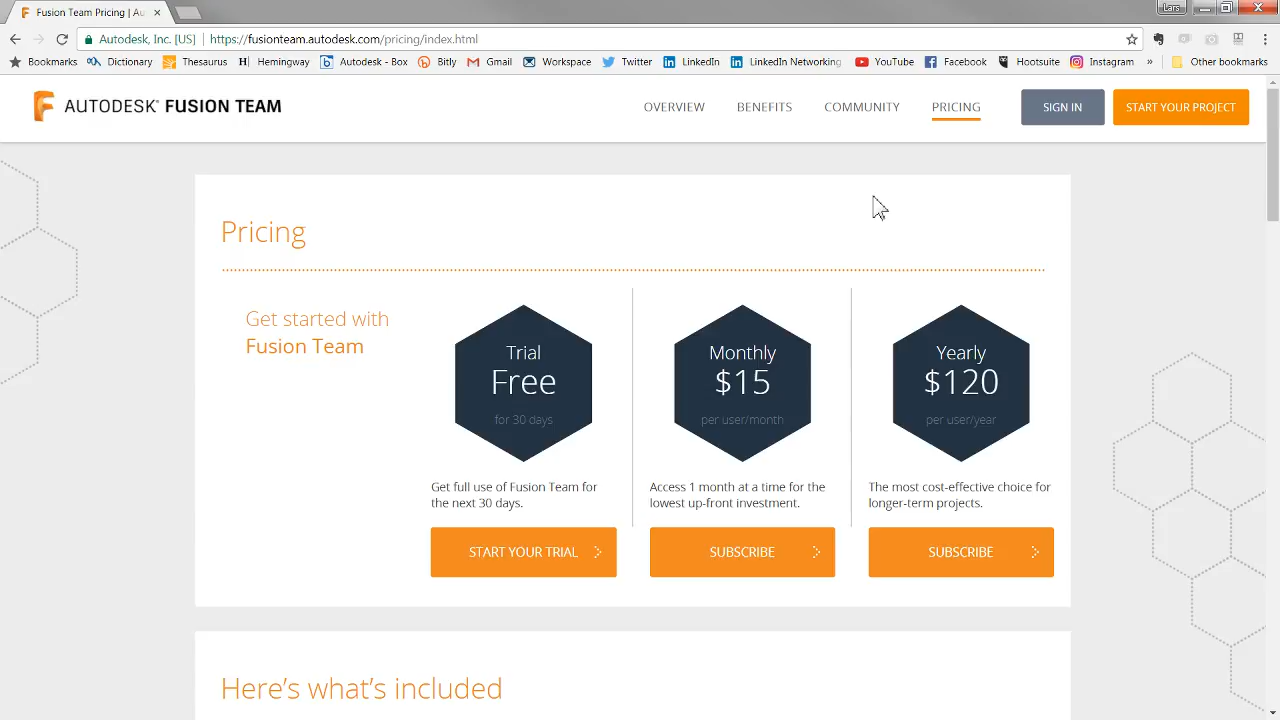 Fusion Team Pricing | Au
Lars
Autodesk, Inc. [US] https://fusionteam.autodesk.com/pricing/index.html
Bookmarks Dictionary Thesaurus Hemingway Autodesk - Box Bitly Gmail Workspace Twitter LinkedIn LinkedIn Networking YouTube Facebook Hootsuite Instagram » Other bookmarks
AUTODESK® FUSION TEAM OVERVIEW BENEFITS COMMUNITY PRICING SIGN IN START YOUR PROJECT
Pricing
Get started with
Fusion Team
Trial
Free
for 30 days
Get full use of Fusion Team for
the next 30 days.
START YOUR TRIAL
Monthly
$15
per user/month
Access 1 month at a time for the
lowest up-front investment.
SUBSCRIBE
Yearly
$120
per user/year
The most cost-effective choice for
longer-term projects.
SUBSCRIBE
Here's what's included